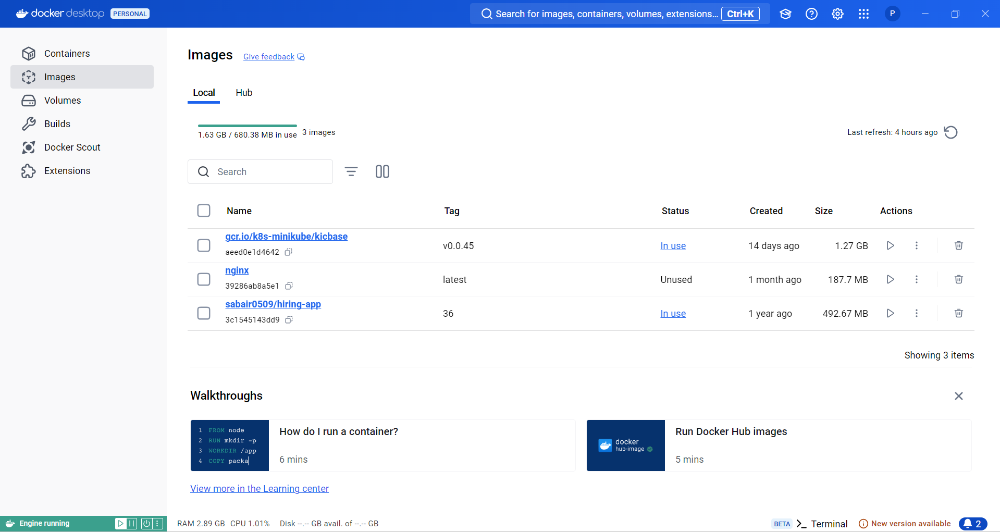 docker desktop PERSONAL
Search for images, containers, volumes, extensions... Ctrl+K
P
Containers
Images
Volumes
Builds
Docker Scout
Extensions
Images Give feedback
Local Hub
1.63 GB / 680.38 MB in use 3 images
Last refresh: 4 hours ago
Search
Name Tag Status Created Size Actions
gcr.io/k8s-minikube/kicbase
aeed0e1d4642
v0.0.45 In use 14 days ago 1.27 GB
nginx
39286ab8a5e1
latest Unused 1 month ago 187.7 MB
sabair0509/hiring-app
3c1545143dd9
36 In use 1 year ago 492.67 MB
Showing 3 items
Walkthroughs
1 FROM node
2 RUN mkdir -p
3 WORKDIR /app
4 COPY packa
How do I run a container?
6 mins
docker
hub-image
Run Docker Hub images
5 mins
View more in the Learning center
Engine running
RAM 2.89 GB CPU 1.01% Disk --.-- GB avail. of --.-- GB
BETA Terminal New version available 2